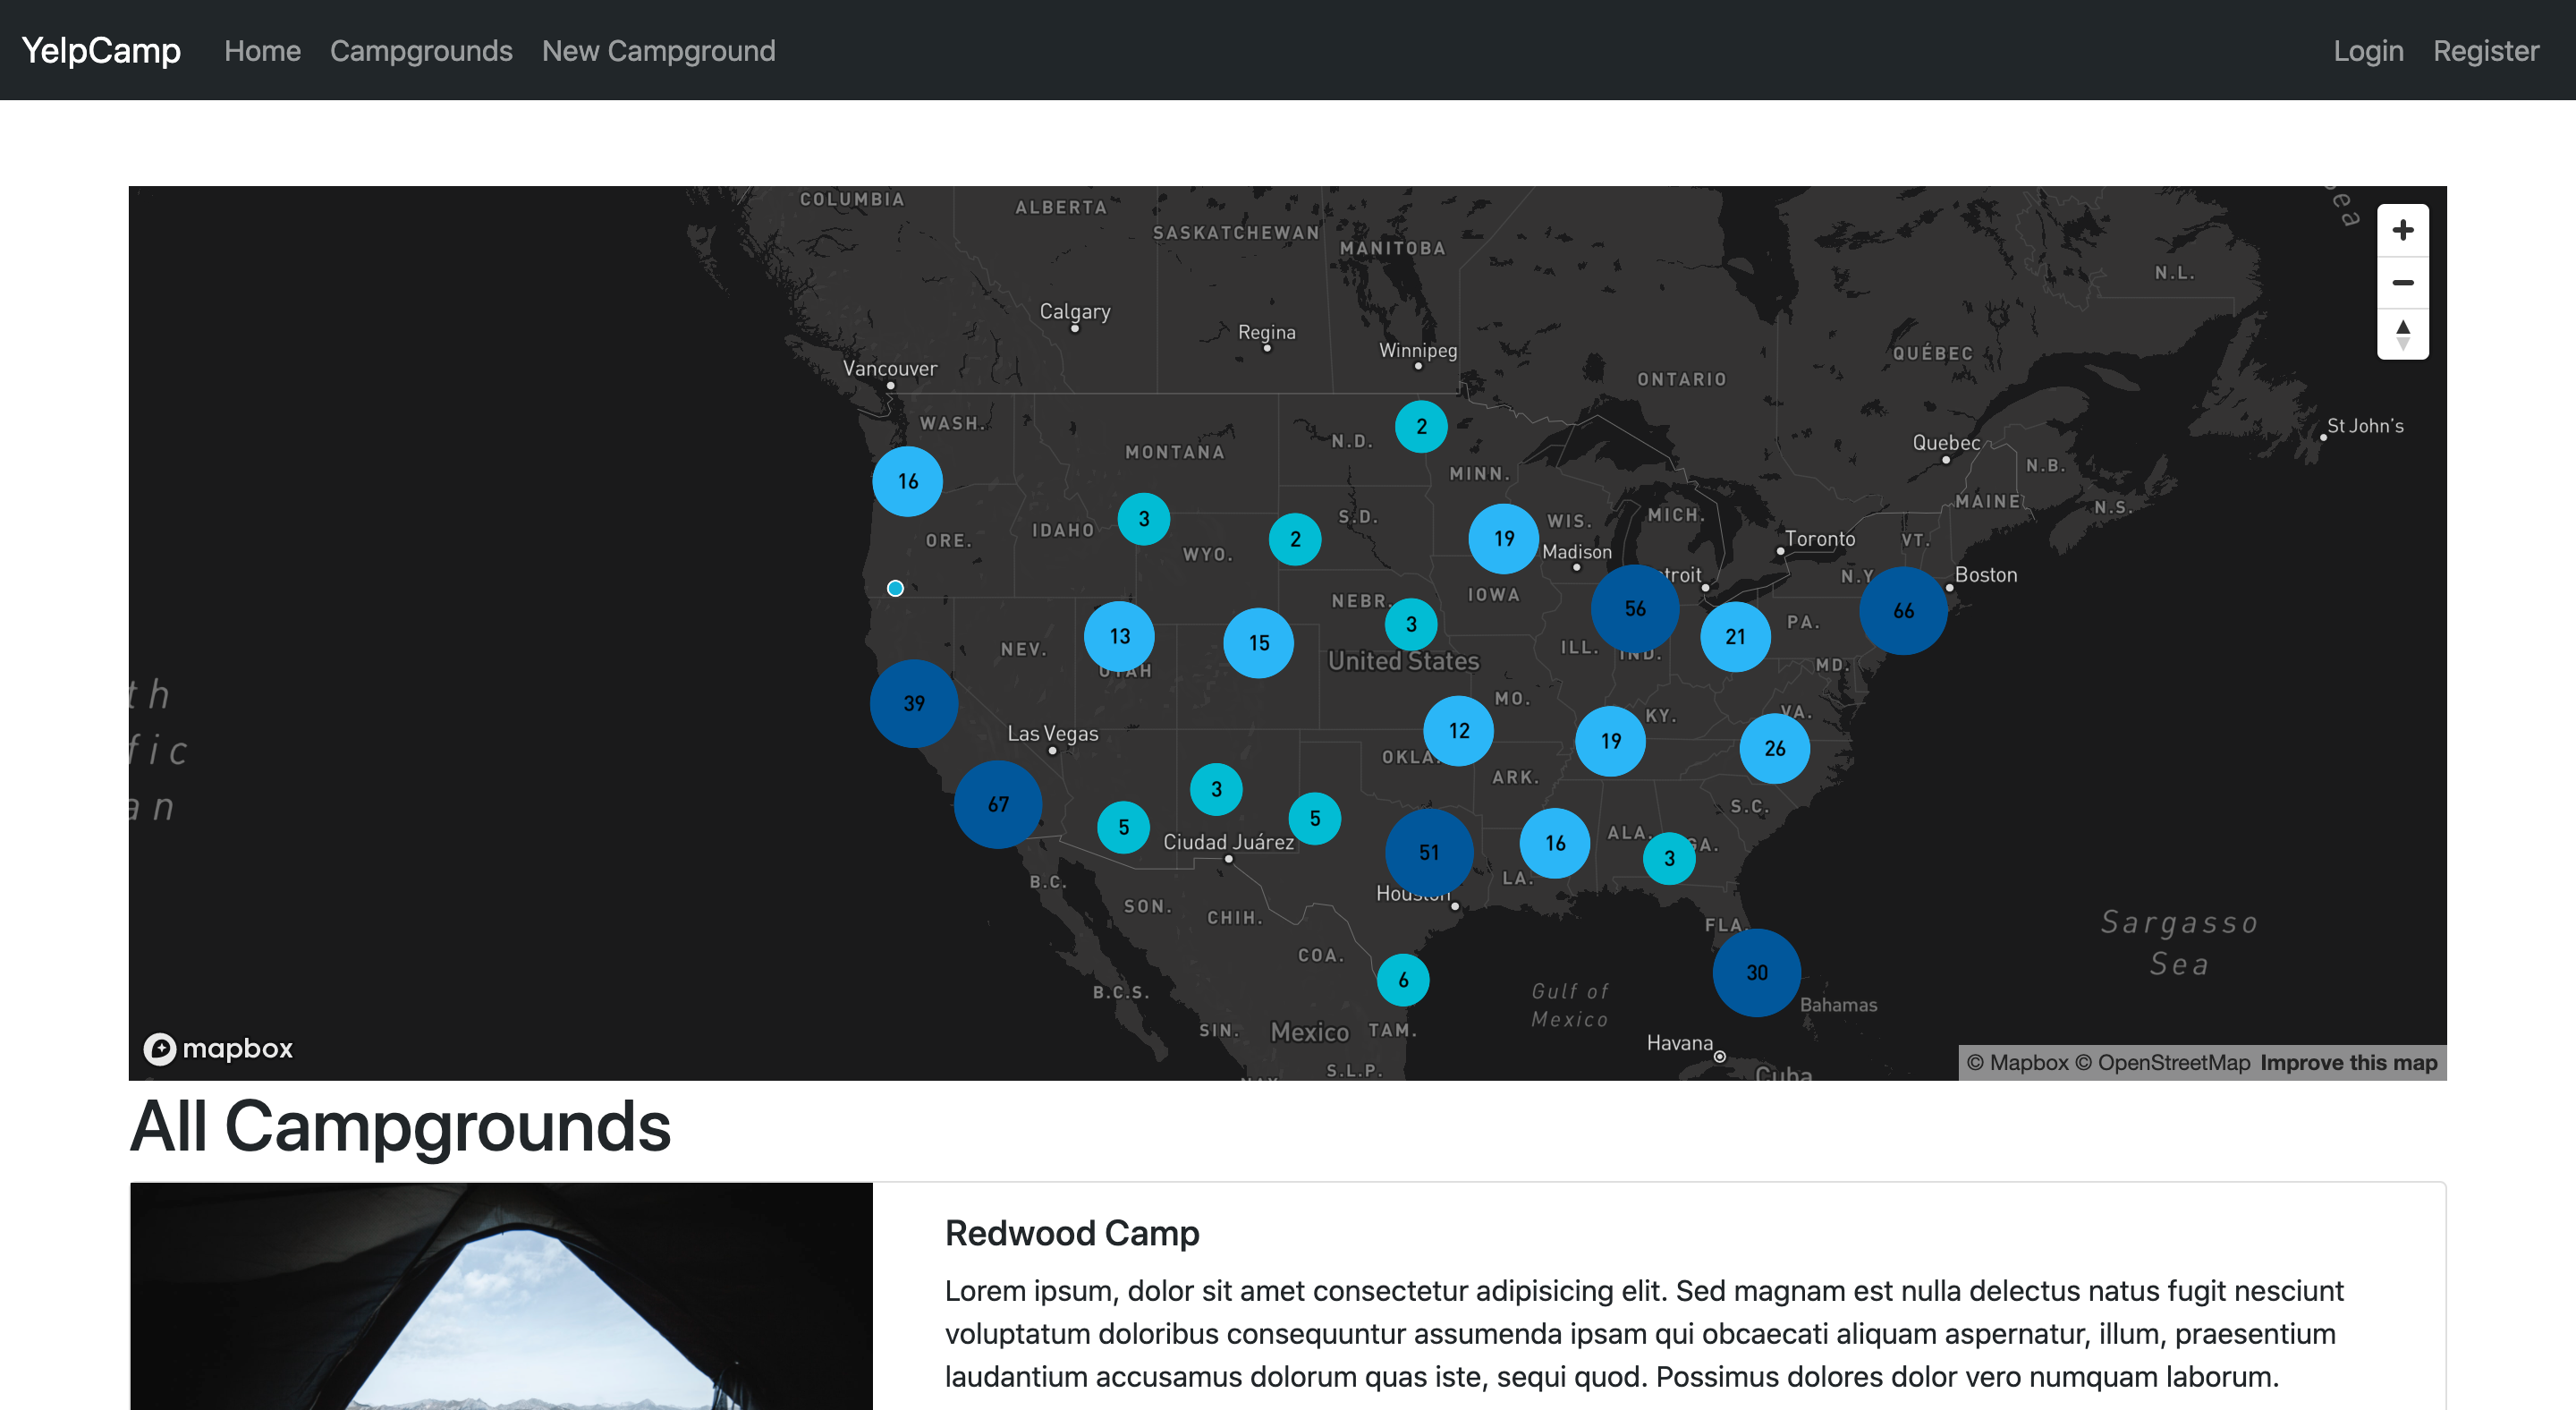 YelpCamp Home Campgrounds New Campground Login Register
COLUMBIA
ALBERTA
SASKATCHEWAN
MANITOBA
N.L.
Calgary
Regina
Winnipeg
QUÉBEC
Vancouver
ONTARIO
WASH.
2
N.D.
St John's
Quebec
MONTANA
MINN.
N.B.
16
MAINE
N.S.
3
S.D.
MICH.
WIS.
IDAHO
ORE.
2
19
Toronto
VT.
WYO.
Madison
troit
N.Y.
Boston
IOWA
NEBR.
56
66
3
PA.
13
15
21
NEV.
ILL.
IND.
United States
MD.
UTAH
th
fic
an
39
MO.
VA.
KY.
12
Las Vegas
19
26
OKLA.
ARK.
3
67
S.C.
5
5
ALA.
GA.
Ciudad Juárez
51
16
3
LA.
B.C.
Houston
SON.
CHIH.
FLA.
Sargasso
Sea
COA.
30
6
B.C.S.
Gulf of
Mexico
Bahamas
SIN.
Mexico
TAM.
Havana
S.L.P.
Cuba
sea
mapbox
© Mapbox © OpenStreetMap Improve this map
All Campgrounds
Redwood Camp
Lorem ipsum, dolor sit amet consectetur adipisicing elit. Sed magnam est nulla delectus natus fugit nesciunt
voluptatum doloribus consequuntur assumenda ipsam qui obcaecati aliquam aspernatur, illum, praesentium
laudantium accusamus dolorum quas iste, sequi quod. Possimus dolores dolor vero numquam laborum.